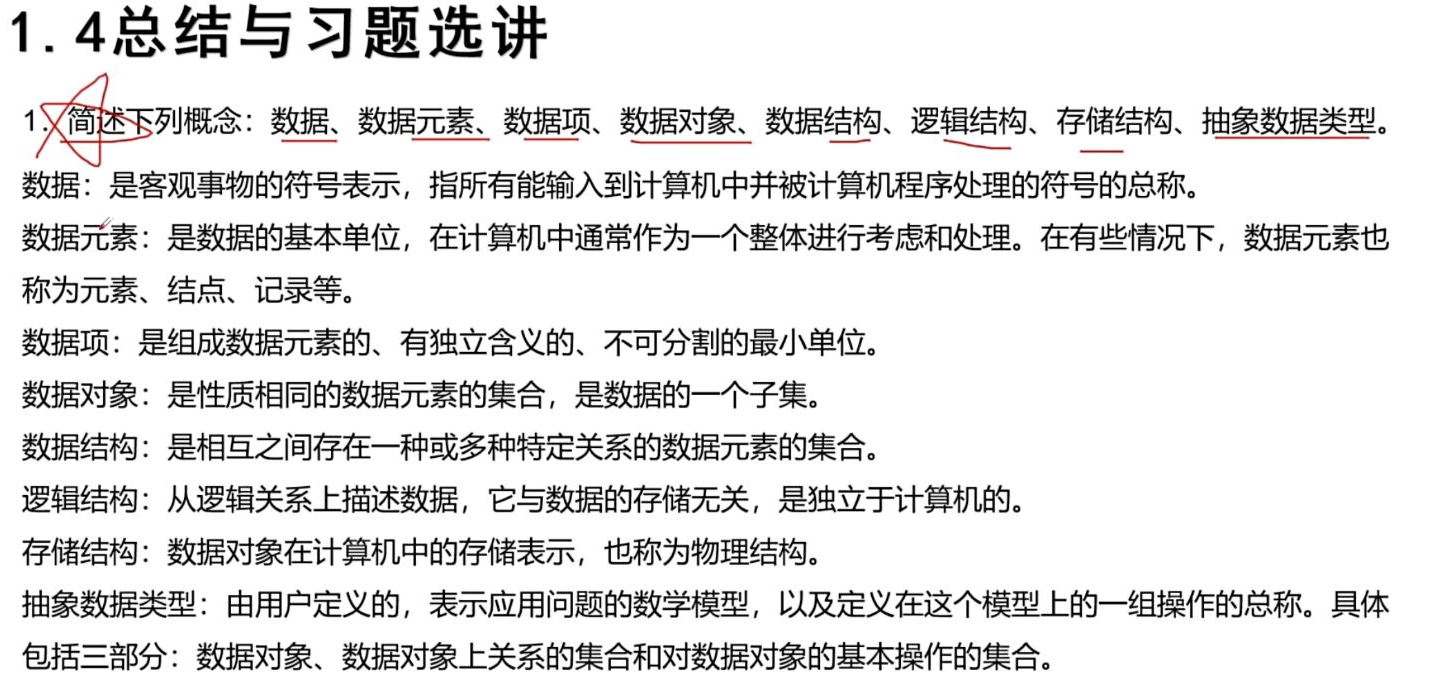 1.4总结与习题选讲
1. 简述下列概念：数据、数据元素、数据项、数据对象、数据结构、逻辑结构、存储结构、抽象数据类型。
数据：是客观事物的符号表示，指所有能输入到计算机中并被计算机程序处理的符号的总称。
数据元素：是数据的基本单位，在计算机中通常作为一个整体进行考虑和处理。在有些情况下，数据元素也
称为元素、结点、记录等。
数据项：是组成数据元素的、有独立含义的、不可分割的最小单位。
数据对象：是性质相同的数据元素的集合，是数据的一个子集。
数据结构：是相互之间存在一种或多种特定关系的数据元素的集合。
逻辑结构：从逻辑关系上描述数据，它与数据的存储无关，是独立于计算机的。
存储结构：数据对象在计算机中的存储表示，也称为物理结构。
抽象数据类型：由用户定义的，表示应用问题的数学模型，以及定义在这个模型上的一组操作的总称。具体
包括三部分：数据对象、数据对象上关系的集合和对数据对象的基本操作的集合。